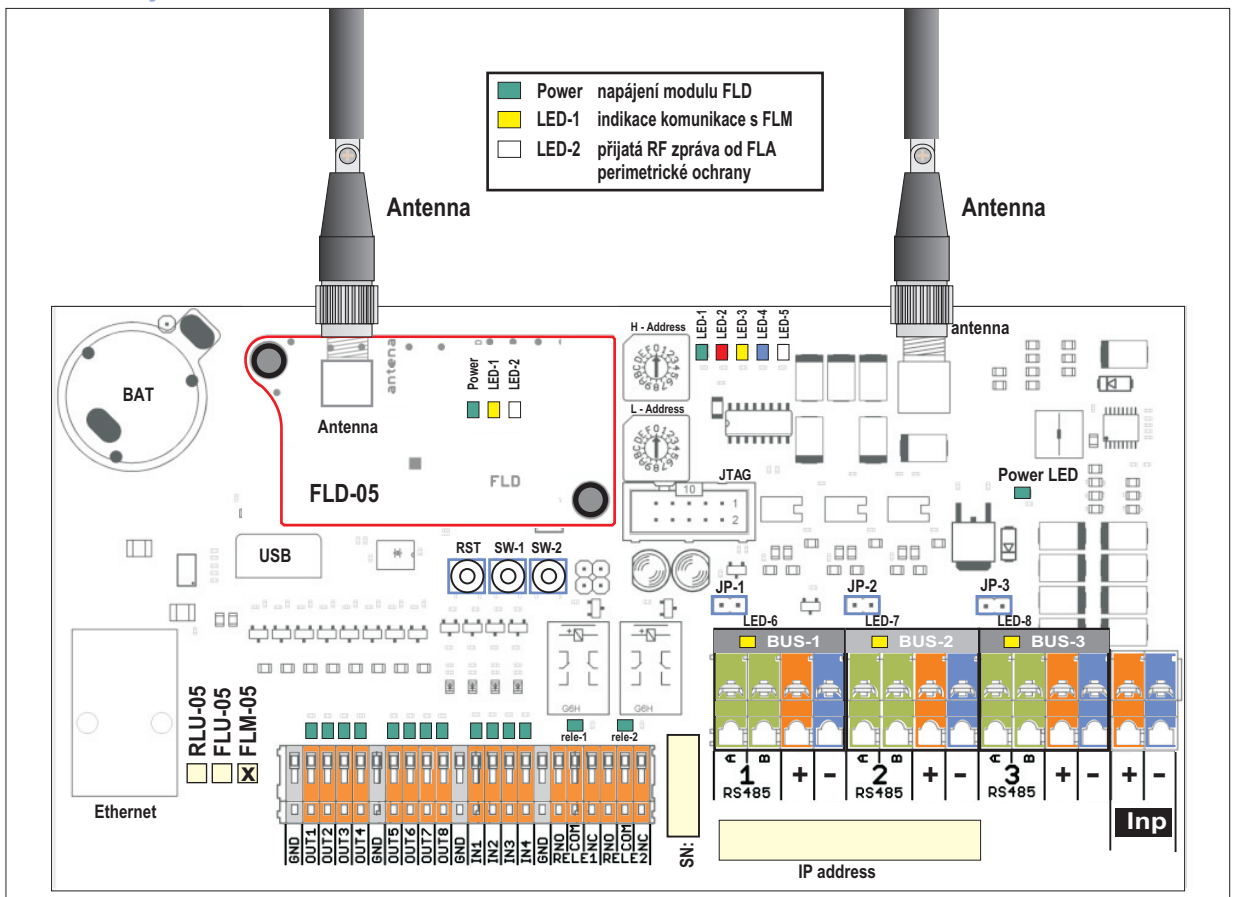 Power napájení modulu FLD
LED-1 indikace komunikace s FLM
LED-2 přijatá RF zpráva od FLA
perimetrické ochrany
Antenna
Antenna
BAT
antena
Antenna
Power
LED-1
LED-2
FLD-05
FLD
H - Address
L - Address
LED-1
LED-2
LED-3
LED-4
LED-5
antenna
JTAG
10
1
2
Power LED
USB
RST SW-1 SW-2
JP-1 JP-2 JP-3
LED-6 LED-7 LED-8
BUS-1 BUS-2 BUS-3
G6H G6H
rele-1 rele-2
RLU-05
FLU-05
FLM-05
X
Ethernet
GND
OUT1
OUT2
OUT3
OUT4
GND
OUT5
OUT6
OUT7
OUT8
GND
IN1
IN2
IN3
IN4
GND
NO
COM
NC
RELE1
NO
COM
NC
RELE2
SN:
A B
1
RS485
+ -
A B
2
RS485
+ -
A B
3
RS485
+ -
+ -
Inp
IP address